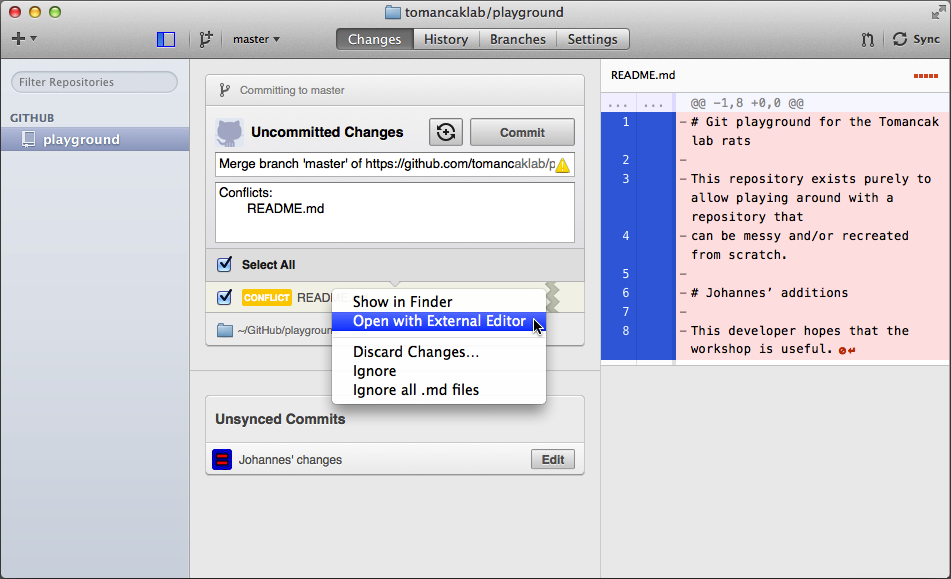 tomancaklab/playground
master
Changes
History
Branches
Settings
Sync
Filter Repositories
GITHUB
playground
Committing to master
Uncommitted Changes
Commit
Merge branch 'master' of https://github.com/tomancaklab/p
Conflicts:
README.md
Select All
CONFLICT README
~/GitHub/playgroun
Show in Finder
Open with External Editor
Discard Changes...
Ignore
Ignore all .md files
Unsynced Commits
Johannes' changes
Edit
README.md
... ... @@ -1,8 +0,0 @@
1 -# Git playground for the Tomancak
lab rats
2 -
3 -This repository exists purely to
allow playing around with a
repository that
4 -can be messy and/or recreated
from scratch.
5 -
6 -# Johannes’ additions
7 -
8 -This developer hopes that the
workshop is useful.